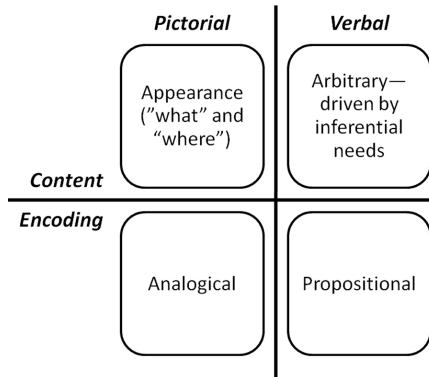 Pictorial
Verbal
Appearance
(”what” and
“where”)
Arbitrary—
driven by
inferential
needs
Content
Encoding
Analogical
Propositional